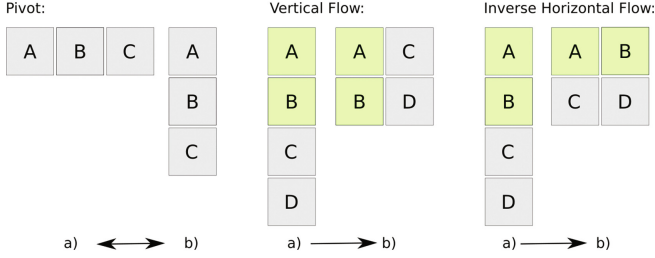 Pivot:
A B C
A
B
C
a) b)
Vertical Flow:
A
B
C
D
A C
B D
a) b)
Inverse Horizontal Flow:
A
B
C
D
A B
C D
a) b)